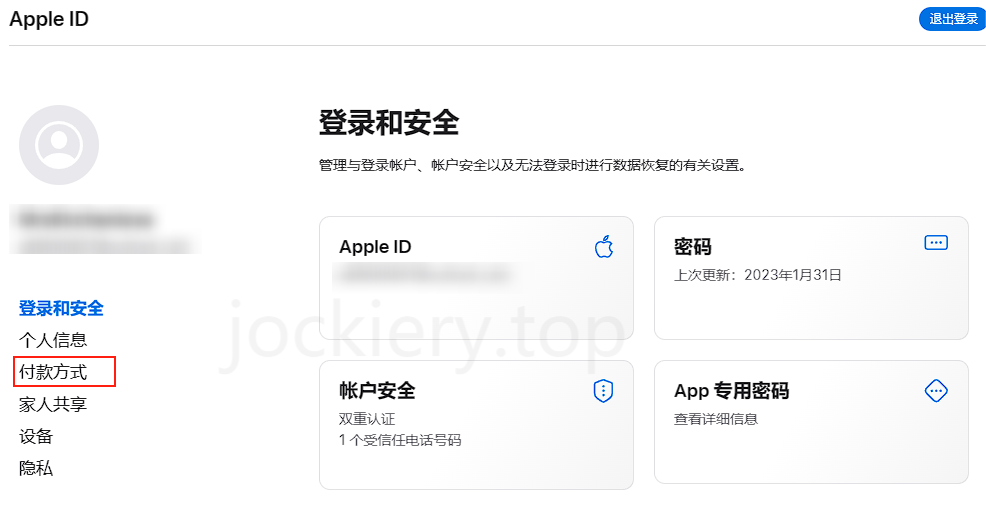 Apple ID
退出登录
登录和安全
管理与登录帐户、帐户安全以及无法登录时进行数据恢复的有关设置。
Apple ID
密码
上次更新：2023年1月31日
登录和安全
个人信息
付款方式
家人共享
设备
隐私
jockiery.top
帐户安全
双重认证
1 个受信任电话号码
App 专用密码
查看详细信息